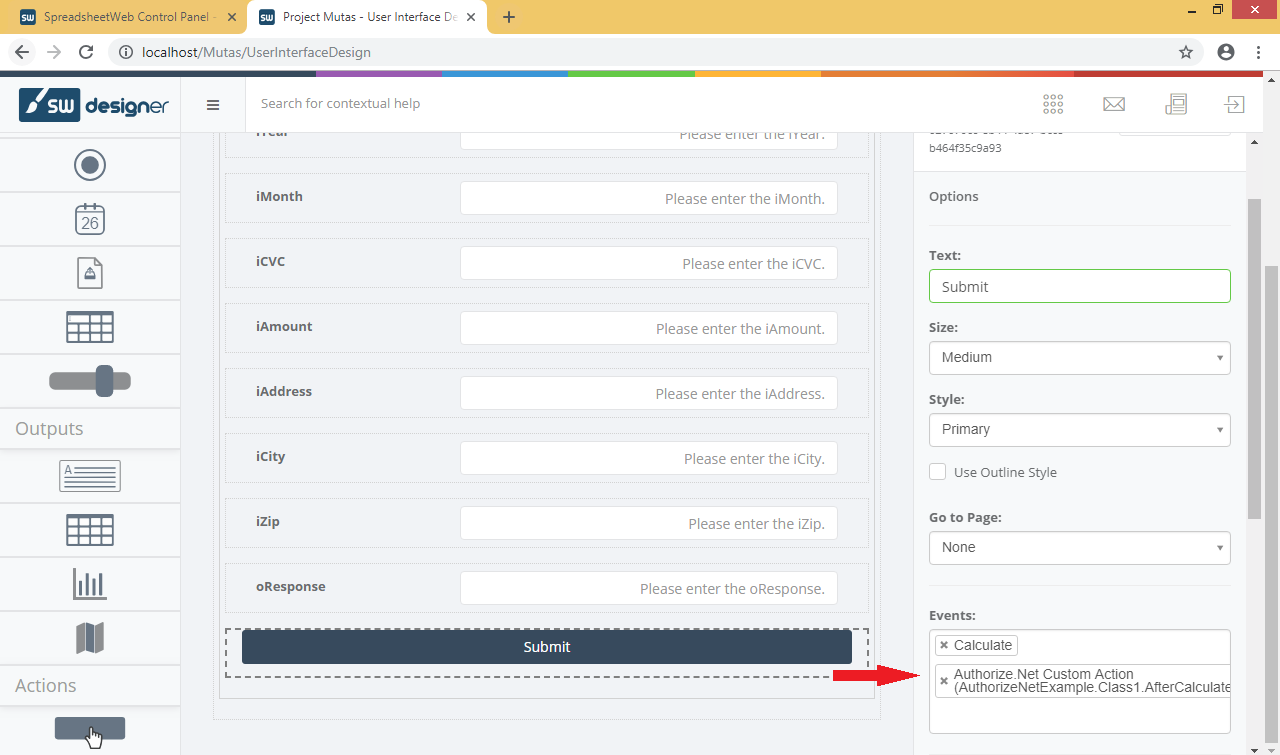 SpreadsheetWeb Control Panel -
Project Mutas - User Interface De
localhost/Mutas/UserInterfaceDesign
sw designer
Search for contextual help
26
Outputs
A
Actions
Please enter the iYear.
iMonth
Please enter the iMonth.
iCVC
Please enter the iCVC.
iAmount
Please enter the iAmount.
iAddress
Please enter the iAddress.
iCity
Please enter the iCity.
iZip
Please enter the iZip.
oResponse
Please enter the oResponse.
Submit
b464f35c9a93
Options
Text:
Submit
Size:
Medium
Style:
Primary
Use Outline Style
Go to Page:
None
Events:
Calculate
Authorize.Net Custom Action
(AuthorizeNetExample.Class1.AfterCalculate